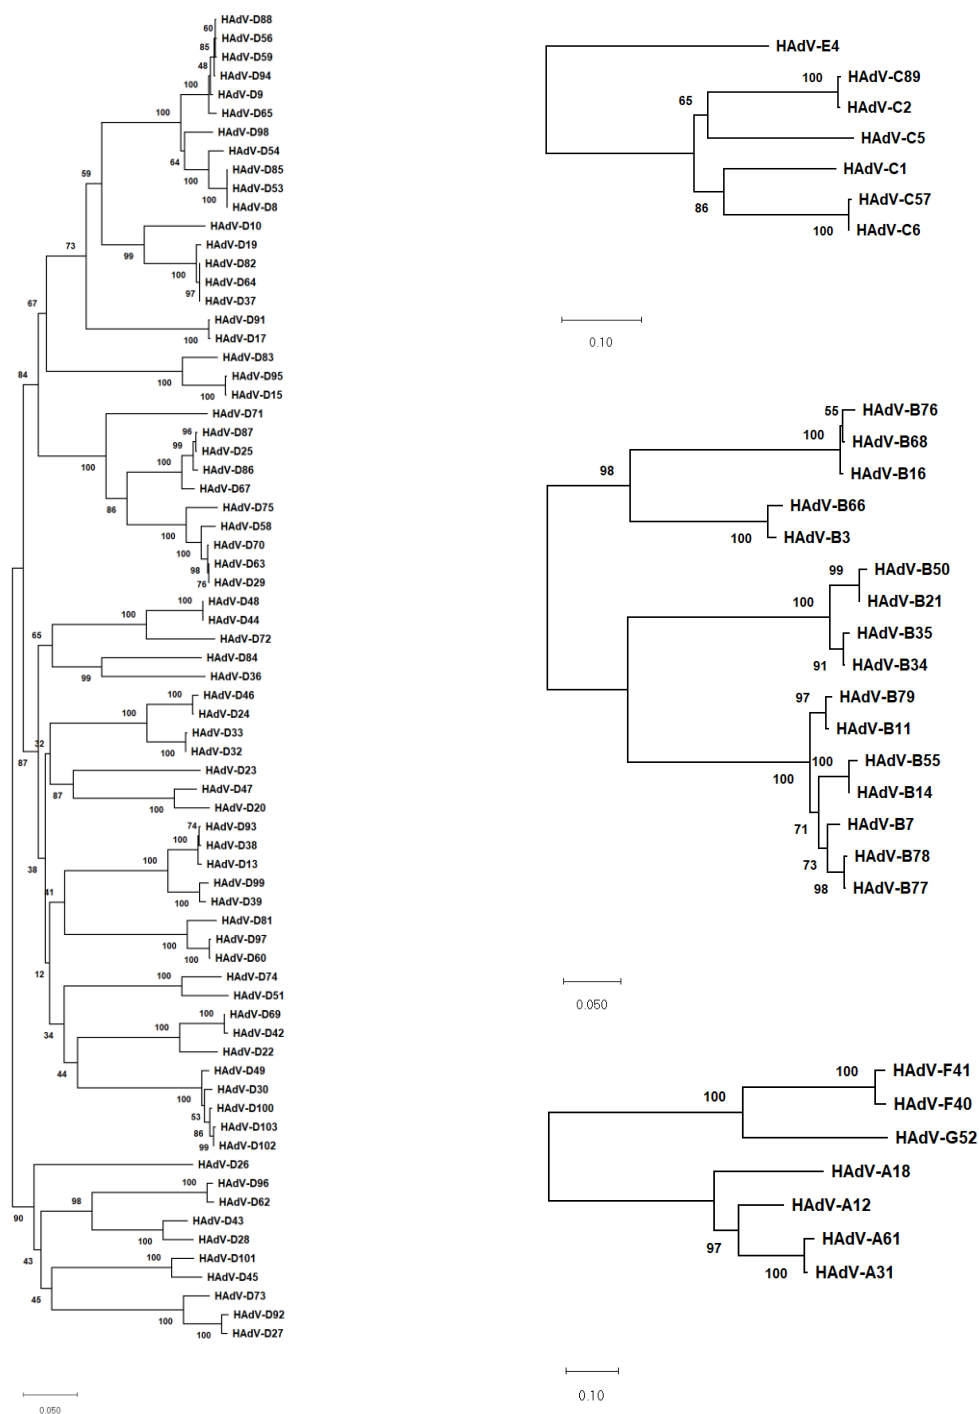 HAdV-D88
60
HAdV-D56
85
HAdV-D59
48
HAdV-D94
100
HAdV-D9
100
HAdV-D65
HAdV-D98
64
HAdV-D54
100
HAdV-D85
HAdV-D53
100
HAdV-D8
59
HAdV-D10
99
HAdV-D19
100
HAdV-D82
HAdV-D64
97
HAdV-D37
73
HAdV-D91
100
HAdV-D17
67
HAdV-D83
100
HAdV-D95
100
HAdV-D15
84
HAdV-D71
100
96
HAdV-D87
99
HAdV-D25
100
HAdV-D86
HAdV-D67
86
HAdV-D75
100
HAdV-D58
100
HAdV-D70
98
HAdV-D63
76
HAdV-D29
100
HAdV-D48
100
HAdV-D44
65
HAdV-D72
HAdV-D84
99
HAdV-D36
100
HAdV-D46
100
HAdV-D24
HAdV-D33
32
100
HAdV-D32
87
HAdV-D23
87
HAdV-D47
100
HAdV-D20
74
HAdV-D93
100
HAdV-D38
100
HAdV-D13
38
HAdV-D99
41
100
HAdV-D39
HAdV-D81
100
HAdV-D97
100
HAdV-D60
12
100
HAdV-D74
HAdV-D51
100
HAdV-D69
100
HAdV-D42
34
HAdV-D22
44
HAdV-D49
100
HAdV-D30
HAdV-D100
53
HAdV-D103
86
99
HAdV-D102
HAdV-D26
100
HAdV-D96
98
HAdV-D62
90
HAdV-D43
100
HAdV-D28
43
100
HAdV-D101
HAdV-D45
45
HAdV-D73
100
HAdV-D92
100
HAdV-D27
0.050
HAdV-E4
100
HAdV-C89
65
HAdV-C2
HAdV-C5
HAdV-C1
86
HAdV-C57
100
HAdV-C6
0.10
55
HAdV-B76
100
HAdV-B68
98
HAdV-B16
HAdV-B66
100
HAdV-B3
99
HAdV-B50
100
HAdV-B21
HAdV-B35
91
HAdV-B34
97
HAdV-B79
HAdV-B11
100
HAdV-B55
100
HAdV-B14
71
HAdV-B7
73
HAdV-B78
98
HAdV-B77
0.050
100
HAdV-F41
100
HAdV-F40
HAdV-G52
HAdV-A18
HAdV-A12
97
HAdV-A61
100
HAdV-A31
0.10